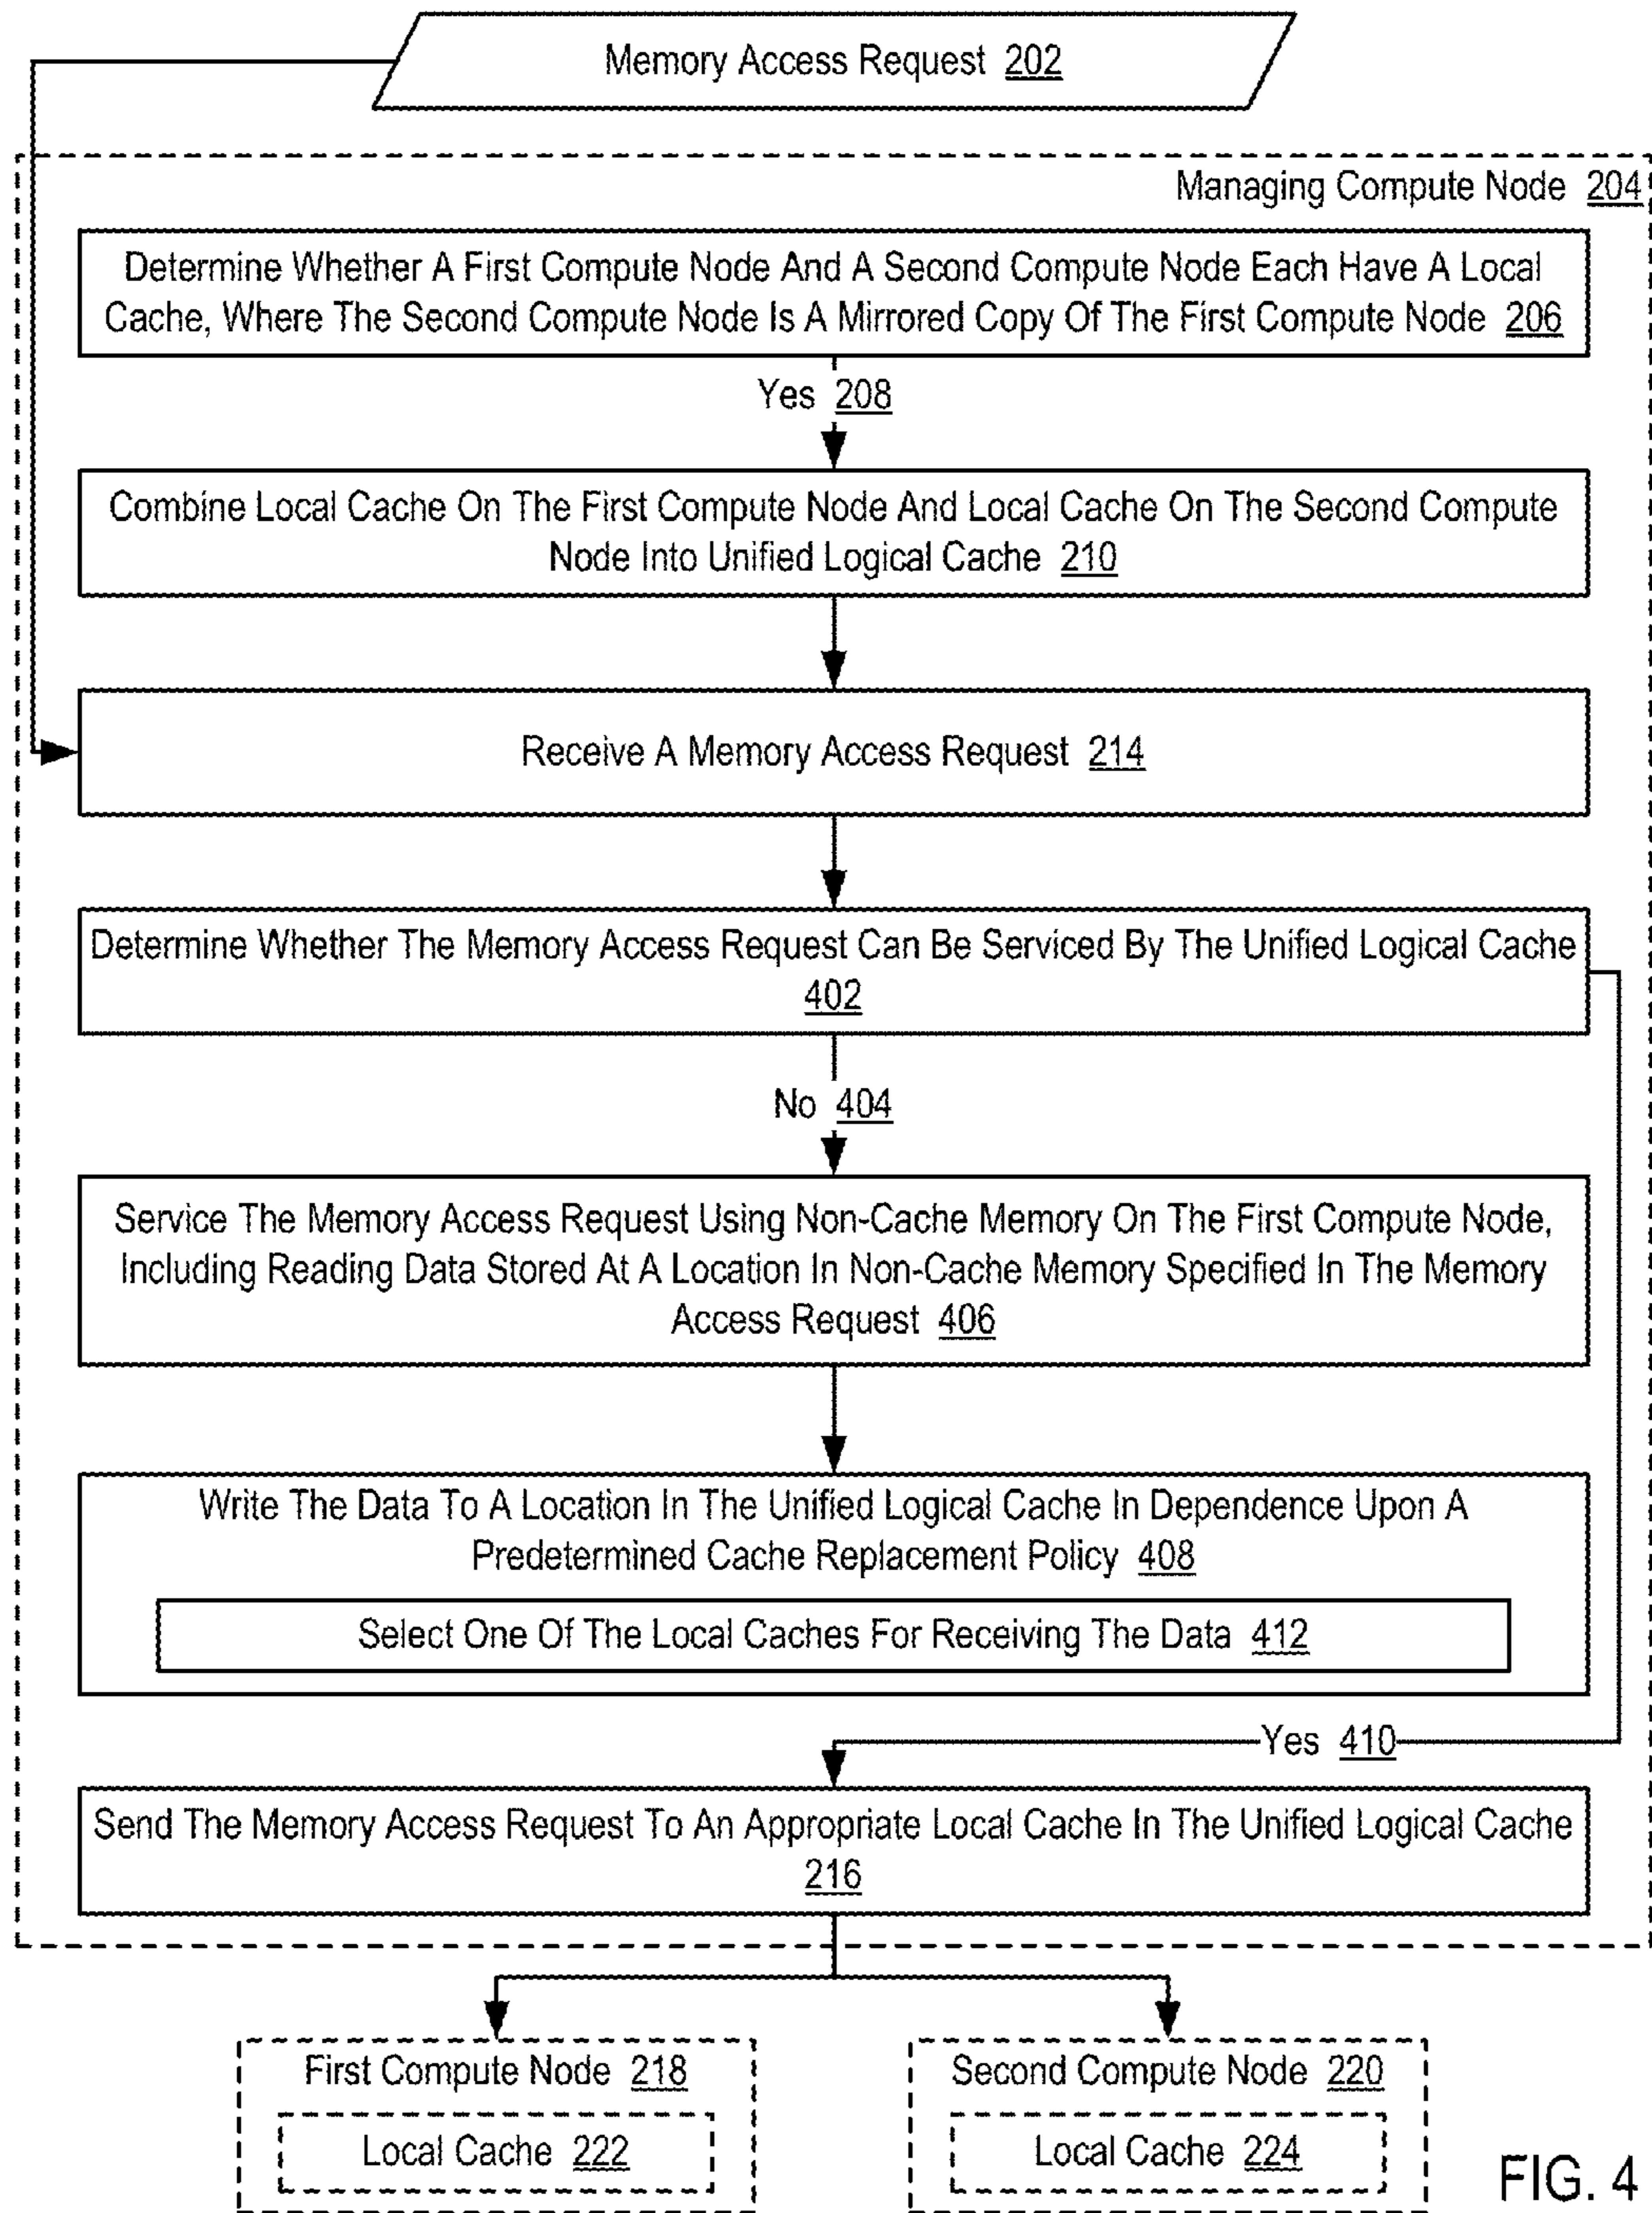 Memory Access Request 202
Managing Compute Node 204
Determine Whether A First Compute Node And A Second Compute Node Each Have A Local
Cache, Where The Second Compute Node Is A Mirrored Copy Of The First Compute Node 206
Yes 208
Combine Local Cache On The First Compute Node And Local Cache On The Second Compute
Node Into Unified Logical Cache 210
Receive A Memory Access Request 214
Determine Whether The Memory Access Request Can Be Serviced By The Unified Logical Cache
402
No 404
Service The Memory Access Request Using Non-Cache Memory On The First Compute Node,
Including Reading Data Stored At A Location In Non-Cache Memory Specified In The Memory
Access Request 406
Write The Data To A Location In The Unified Logical Cache In Dependence Upon A
Predetermined Cache Replacement Policy 408
Select One Of The Local Caches For Receiving The Data 412
Yes 410
Send The Memory Access Request To An Appropriate Local Cache In The Unified Logical Cache
216
First Compute Node 218
Local Cache 222
Second Compute Node 220
Local Cache 224
FIG. 4